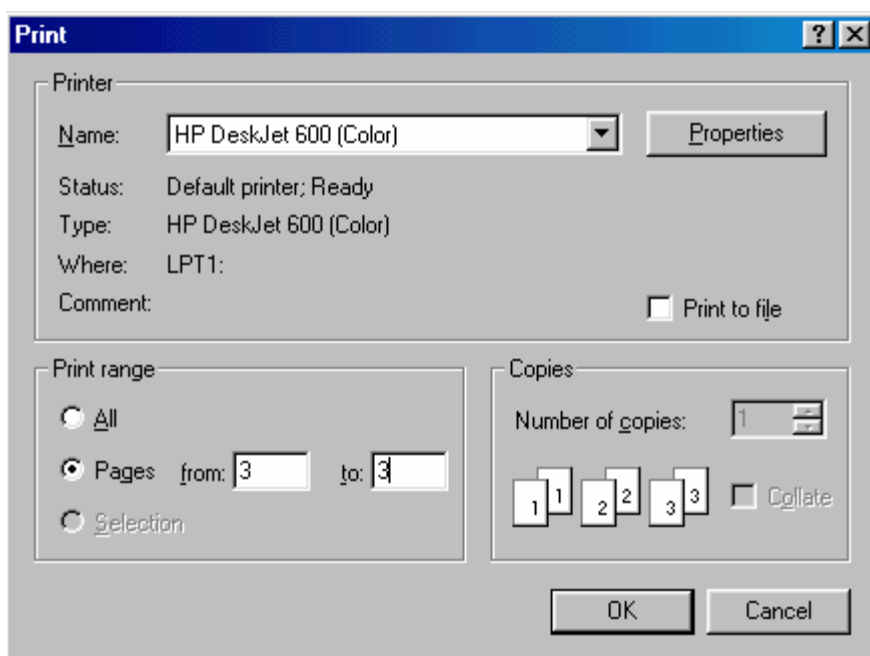 Print
Printer
Name: HP DeskJet 600 (Color) Properties
Status: Default printer; Ready
Type: HP DeskJet 600 (Color)
Where: LPT1:
Comment: Print to file
Print range
All
Pages from: 3 to: 3
Selection
Copies
Number of copies: 1
1 1 2 2 3 3 Collate
OK Cancel